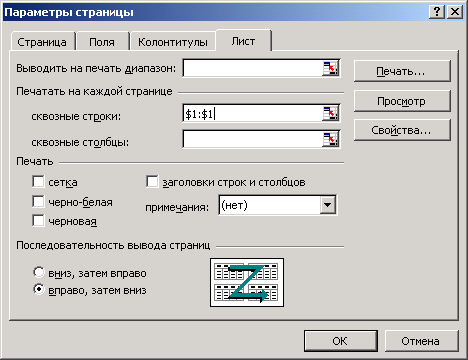 Параметры страницы
Страница Поля Колонтитулы Лист
Выводить на печать диапазон: Печать...
Печатать на каждой странице
Просмотр
сквозные строки: $1:$1
Свойства...
сквозные столбцы:
Печать
сетка заголовки строк и столбцов
черно-белая примечания: (нет)
черновая
Последовательность вывода страниц
вниз, затем вправо
вправо, затем вниз
OK Отмена